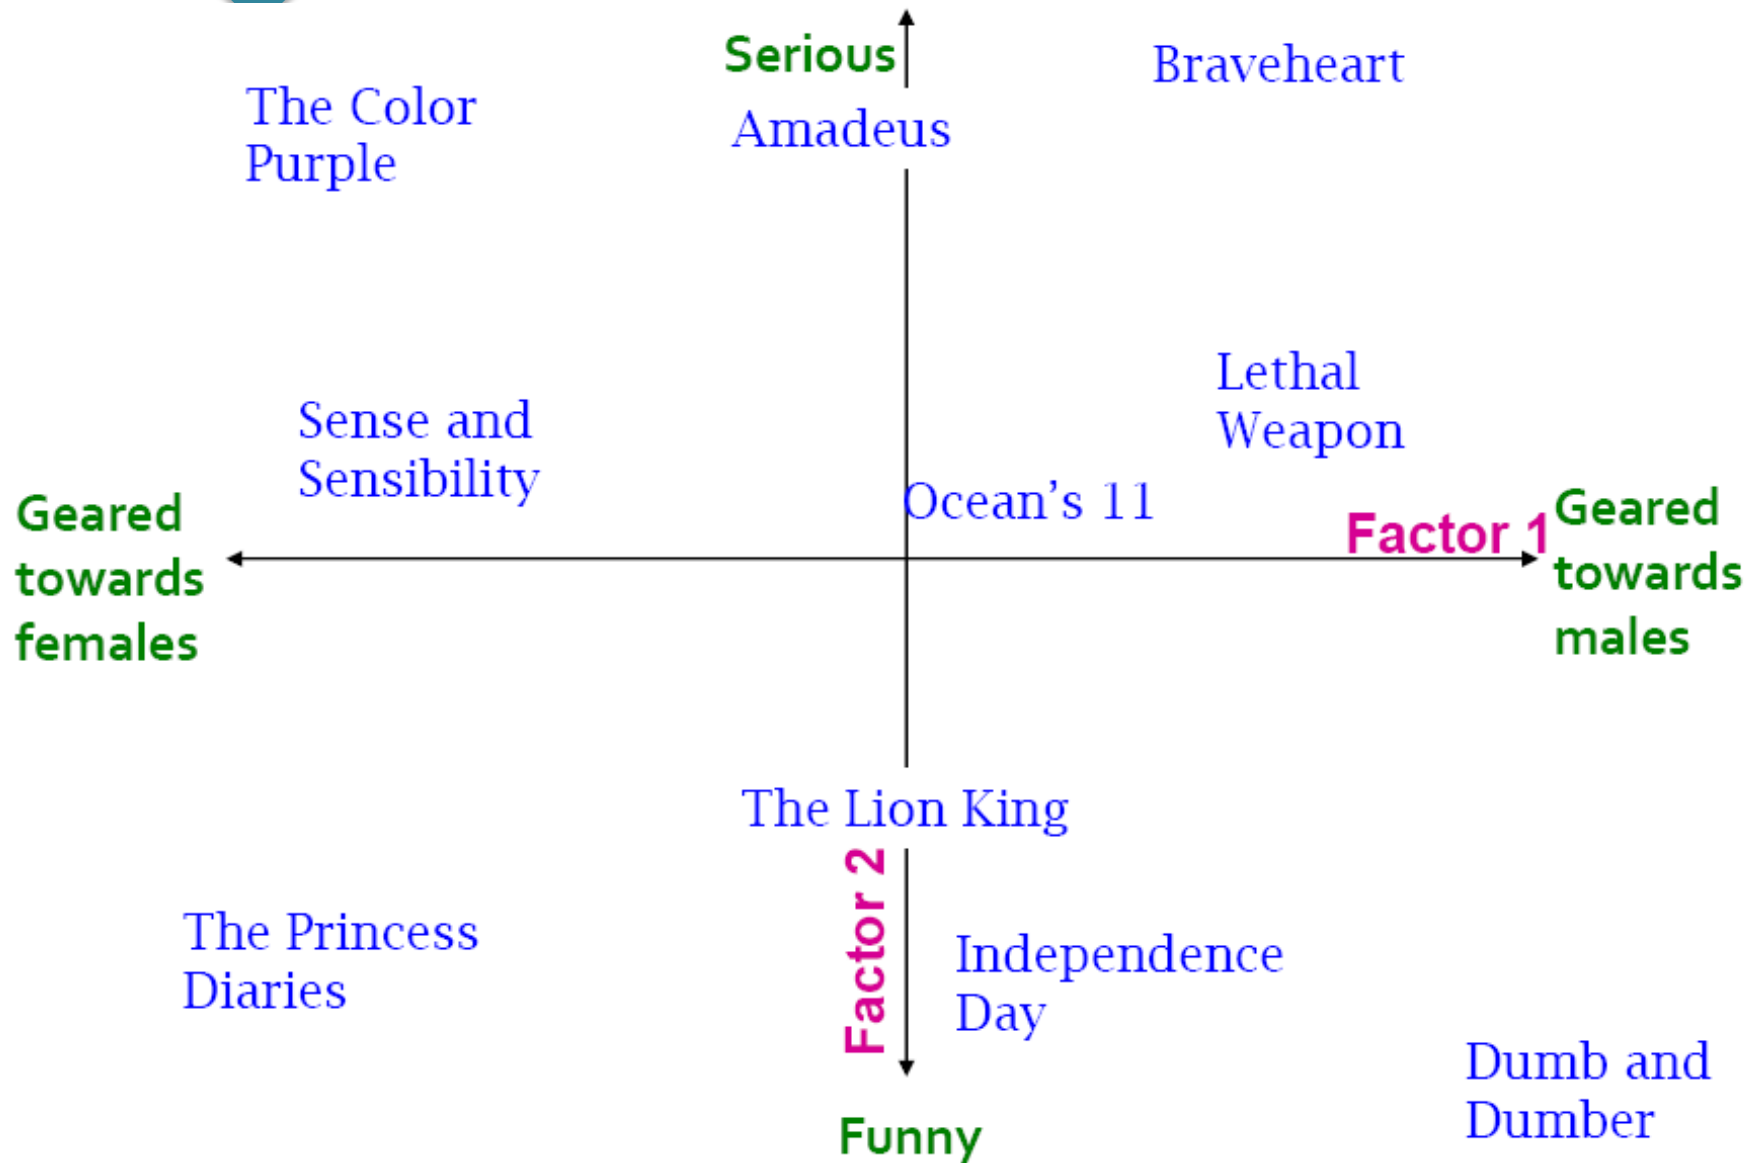 Serious
Braveheart
The Color
Purple
Amadeus
Lethal
Weapon
Sense and
Sensibility
Ocean’s 11
Factor 1
Geared
towards
females
Geared
towards
males
The Lion King
Factor 2
The Princess
Diaries
Independence
Day
Dumb and
Dumber
Funny